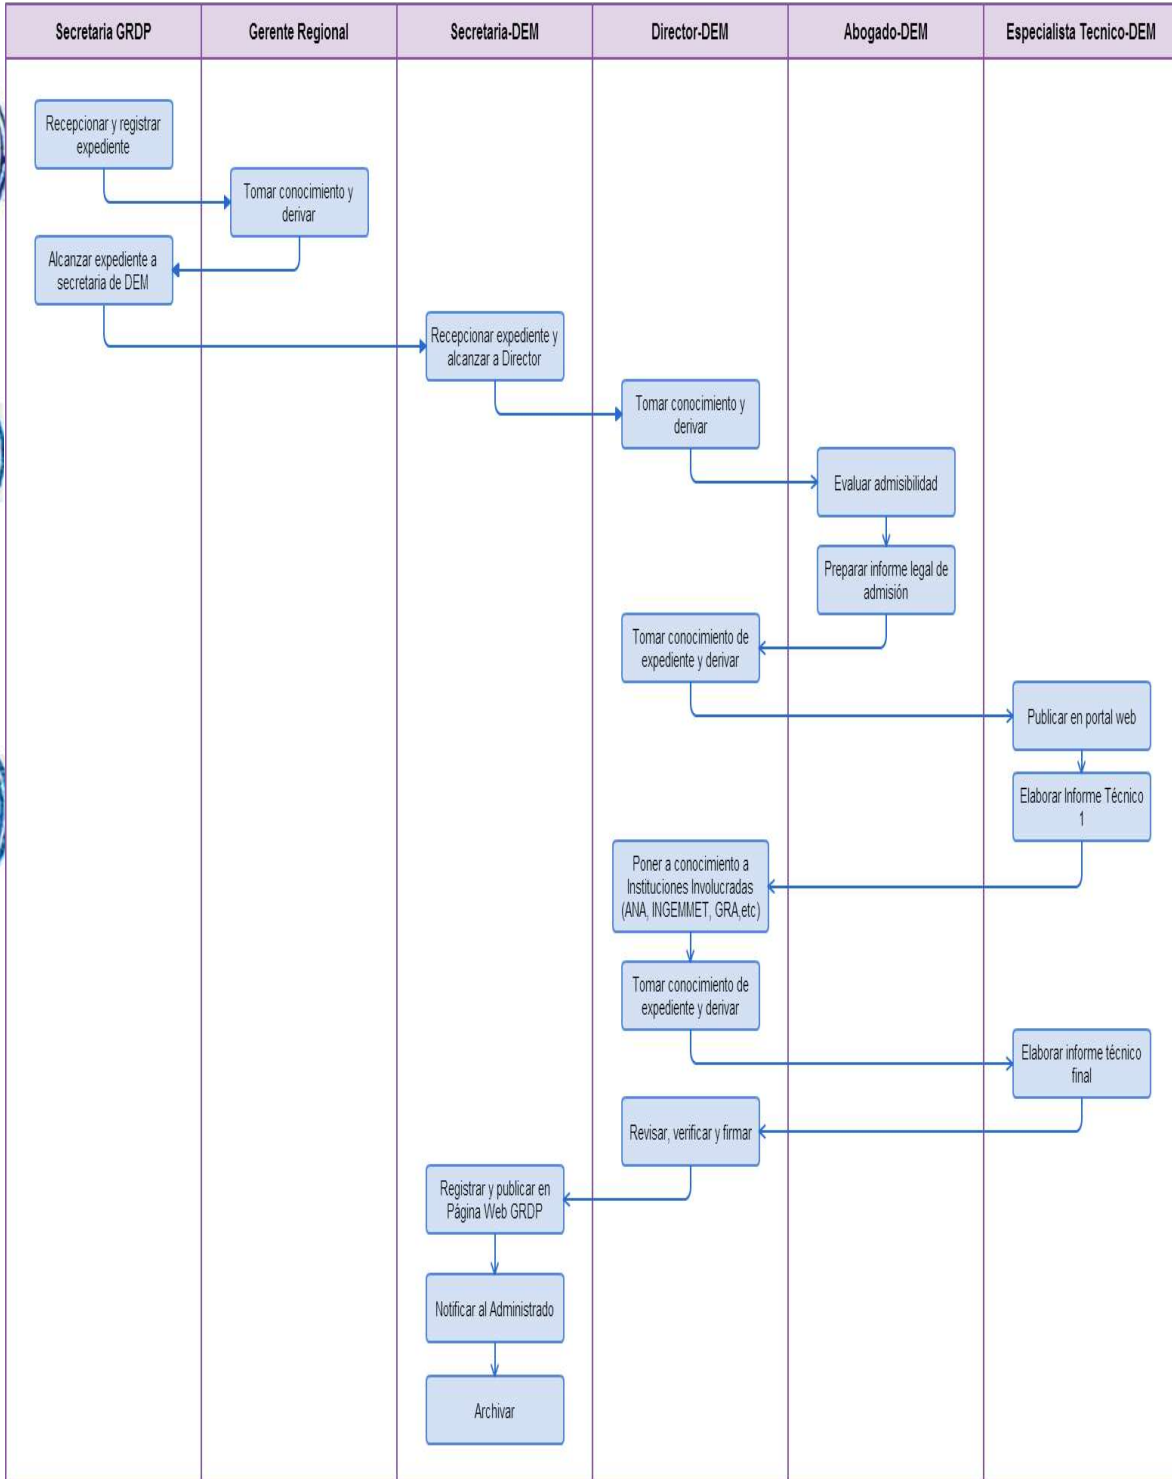 Secretaria GRDP
Gerente Regional
Secretaria-DEM
Director-DEM
Abogado-DEM
Especialista Tecnico-DEM
Recepcionar y registrar
expediente
Tomar conocimiento y
derivar
Alcanzar expediente a
secretaria de DEM
Recepcionar expediente y
alcanzar a Director
Tomar conocimiento y
derivar
Evaluar admisibilidad
Preparar informe legal de
admisión
Tomar conocimiento de
expediente y derivar
Publicar en portal web
Elaborar Informe Técnico
1
Poner a conocimiento a
Instituciones Involucradas
(ANA, INGEMMET, GRA,etc)
Tomar conocimiento de
expediente y derivar
Elaborar informe técnico
final
Revisar, verificar y firmar
Registrar y publicar en
Página Web GRDP
Notificar al Administrado
Archivar